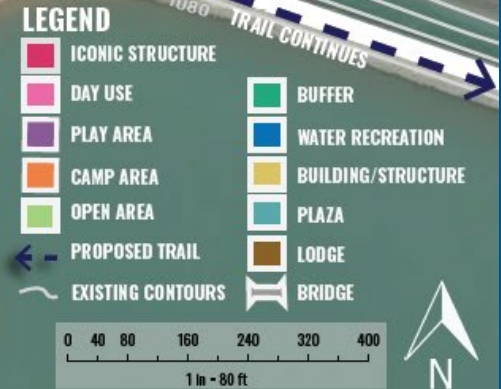 1080
TRAIL CONTINUES
LEGEND
ICONIC STRUCTURE
DAY USE
PLAY AREA
CAMP AREA
OPEN AREA
PROPOSED TRAIL
EXISTING CONTOURS
BUFFER
WATER RECREATION
BUILDING/STRUCTURE
PLAZA
LODGE
BRIDGE
0 40 80 160 240 320 400
1 in - 80 ft
N